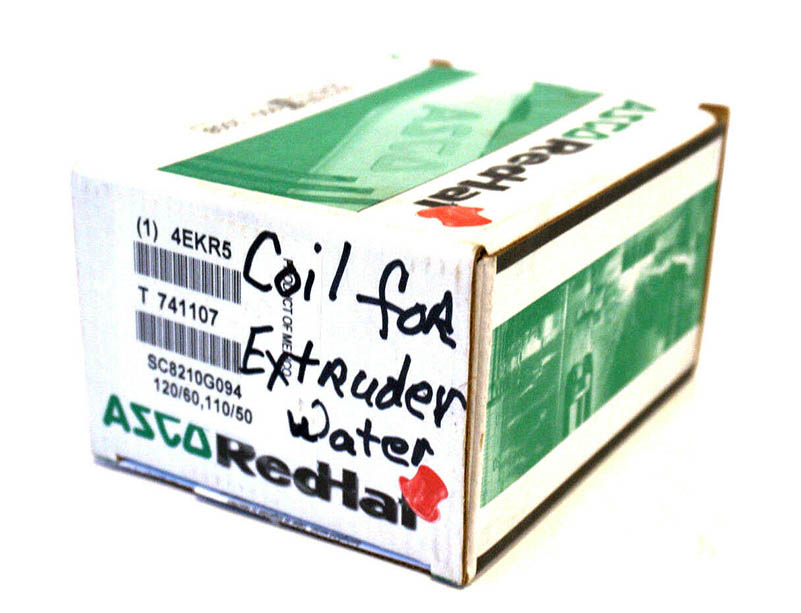 ASCO
ASCO RedHat
(1) 4EKR5
T 741107
SC8210G094
120/60,110/50
PRODUCT OF MEXICO
Coil for
Extruder
Water
ASCO RedHat